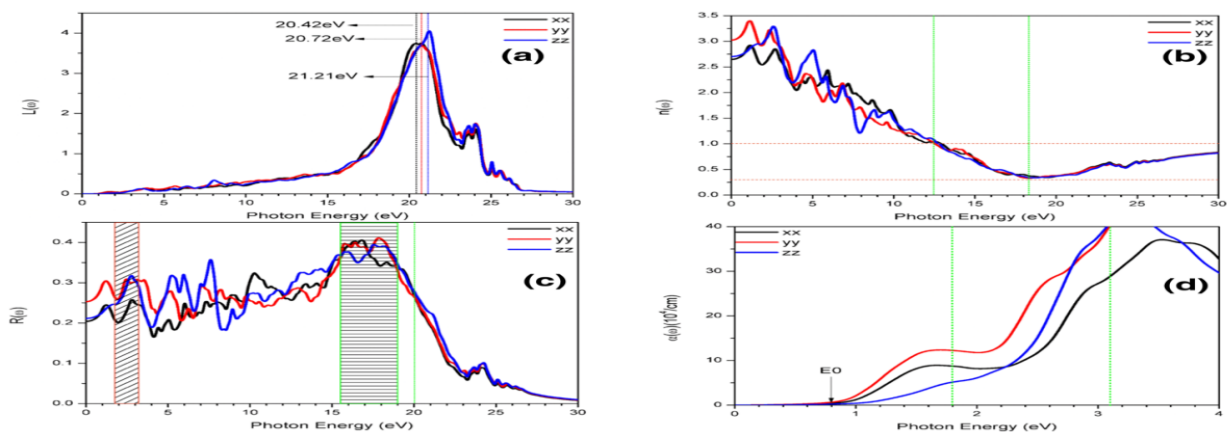 4
3
2
1
0
20.42eV
20.72eV
21.21eV
xx
yy
zz
(a)
L(ω)
0 5 10 15 20 25 30
Photon Energy (eV)
3.5
3.0
2.5
2.0
1.5
1.0
0.5
0.0
xx
yy
zz
(b)
n(ω)
0 5 10 15 20 25 30
Photon Energy (eV)
0.4
0.3
0.2
0.1
0.0
xx
yy
zz
(c)
R(ω)
0 5 10 15 20 25 30
Photon Energy (eV)
40
30
20
10
0
xx
yy
zz
(d)
E0
0 1 2 3 4
Photon Energy (eV)